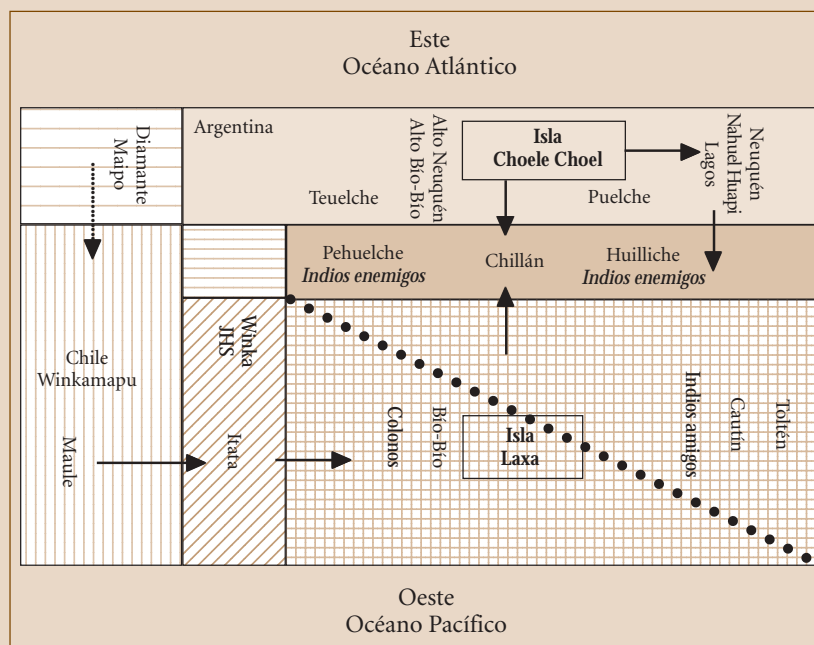 Este
Océano Atlántico
Diamante
Maipo
Argentina
Teuelche
Alto Neuquén
Alto Bío-Bío
Isla
Choele Choel
Puelche
Neuquén
Nahuel Huapi
Lagos
Pehuelche
Indios enemigos
Chillán
Huilliche
Indios enemigos
Chile
Winkamapu
Maule
Winka
JHS
Itata
Colonos
Bío-Bío
Isla
Laxa
Indios amigos
Cautín
Toltén
Oeste
Océano Pacífico